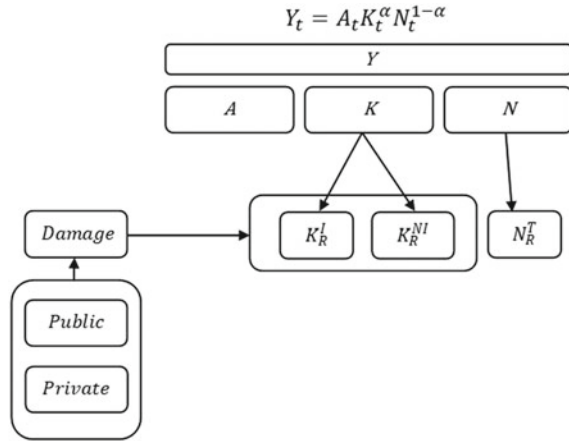 Y_t = A_t K_t^α N_t^{1-α}
Y
A K N
Damage K_R^I K_R^{NI} N_R^T
Public
Private